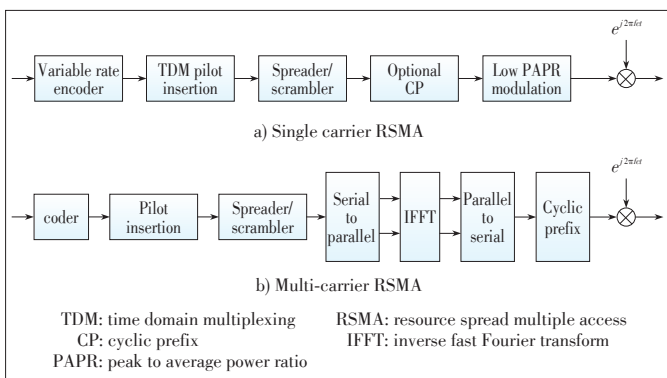 e^{j2πfct}
Variable rate
encoder
TDM pilot
insertion
Spreader/
scrambler
Optional
CP
Low PAPR
modulation
a) Single carrier RSMA
e^{j2πfct}
coder
Pilot
insertion
Spreader/
scrambler
Serial
to
parallel
IFFT
Parallel
to
serial
Cyclic
prefix
b) Multi-carrier RSMA
TDM: time domain multiplexing
CP: cyclic prefix
PAPR: peak to average power ratio
RSMA: resource spread multiple access
IFFT: inverse fast Fourier transform